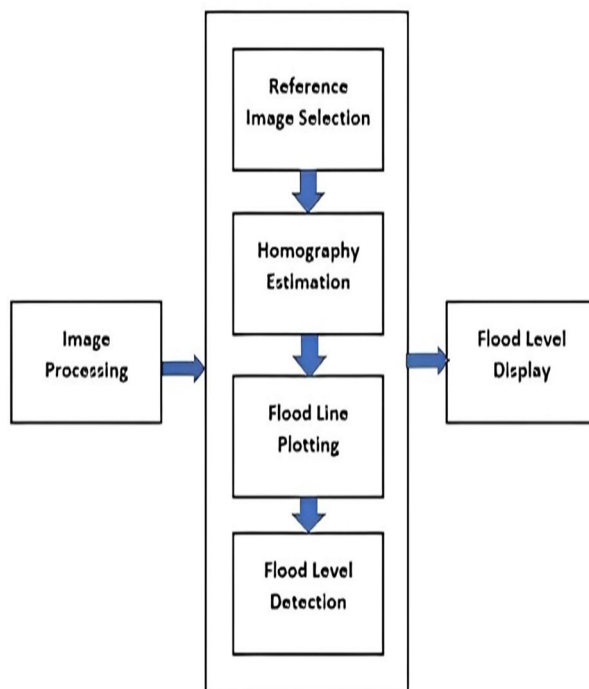 Reference
Image Selection
Homography
Estimation
Image
Processing
Flood Level
Display
Flood Line
Plotting
Flood Level
Detection